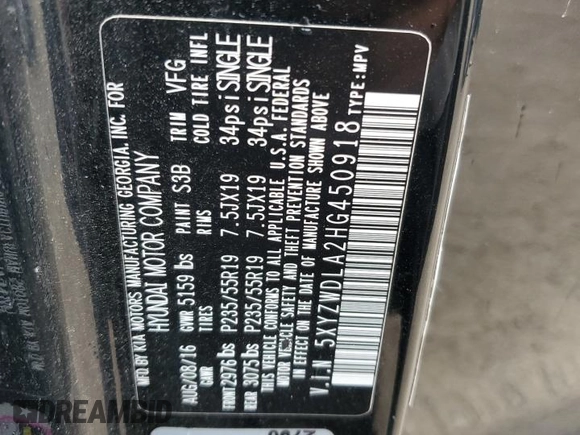 MFD BY KIA MOTORS MANUFACTURING GEORGIA, INC. FOR
HYUNDAI MOTOR COMPANY
AUG/08/16 GVWR 5159 lbs PAINT S3B TRIM VFG
GAWR TIRES RIMS COLD TIRE INFL
FRONT 2976 lbs P235/55R19 7.5JX19 34psi SINGLE
REAR 3075 lbs P235/55R19 7.5JX19 34psi SINGLE
THIS VEHICLE CONFORMS TO ALL APPLICABLE U.S.A. FEDERAL
MOTOR VEHICLE SAFETY AND THEFT PREVENTION STANDARDS
IN EFFECT ON THE DATE OF MANUFACTURE SHOWN ABOVE
V.I.N 5XYZWDLA2HG450918 TYPE:MPV
DREAMBID